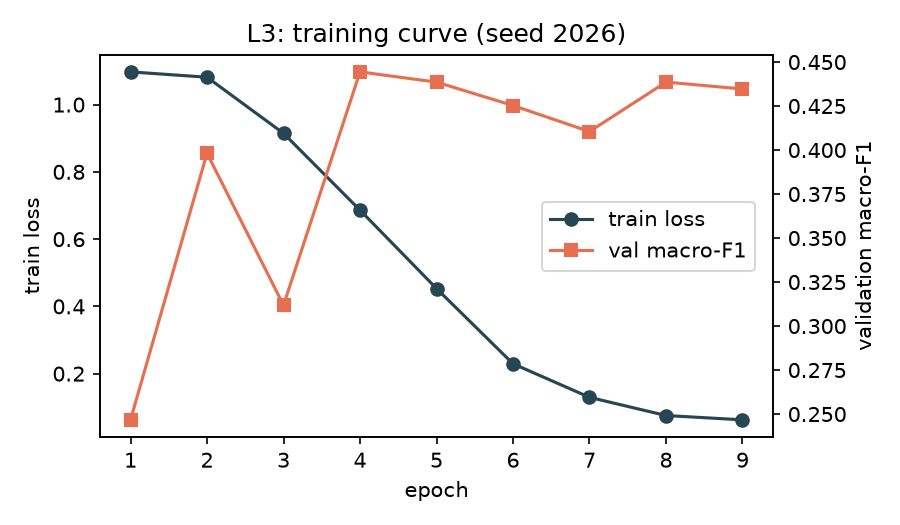 L3: training curve (seed 2026)
train loss
1.0
0.8
0.6
0.4
0.2
train loss
val macro-F1
0.450
0.425
0.400
0.375
0.350
0.325
0.300
0.275
0.250
validation macro-F1
1 2 3 4 5 6 7 8 9
epoch